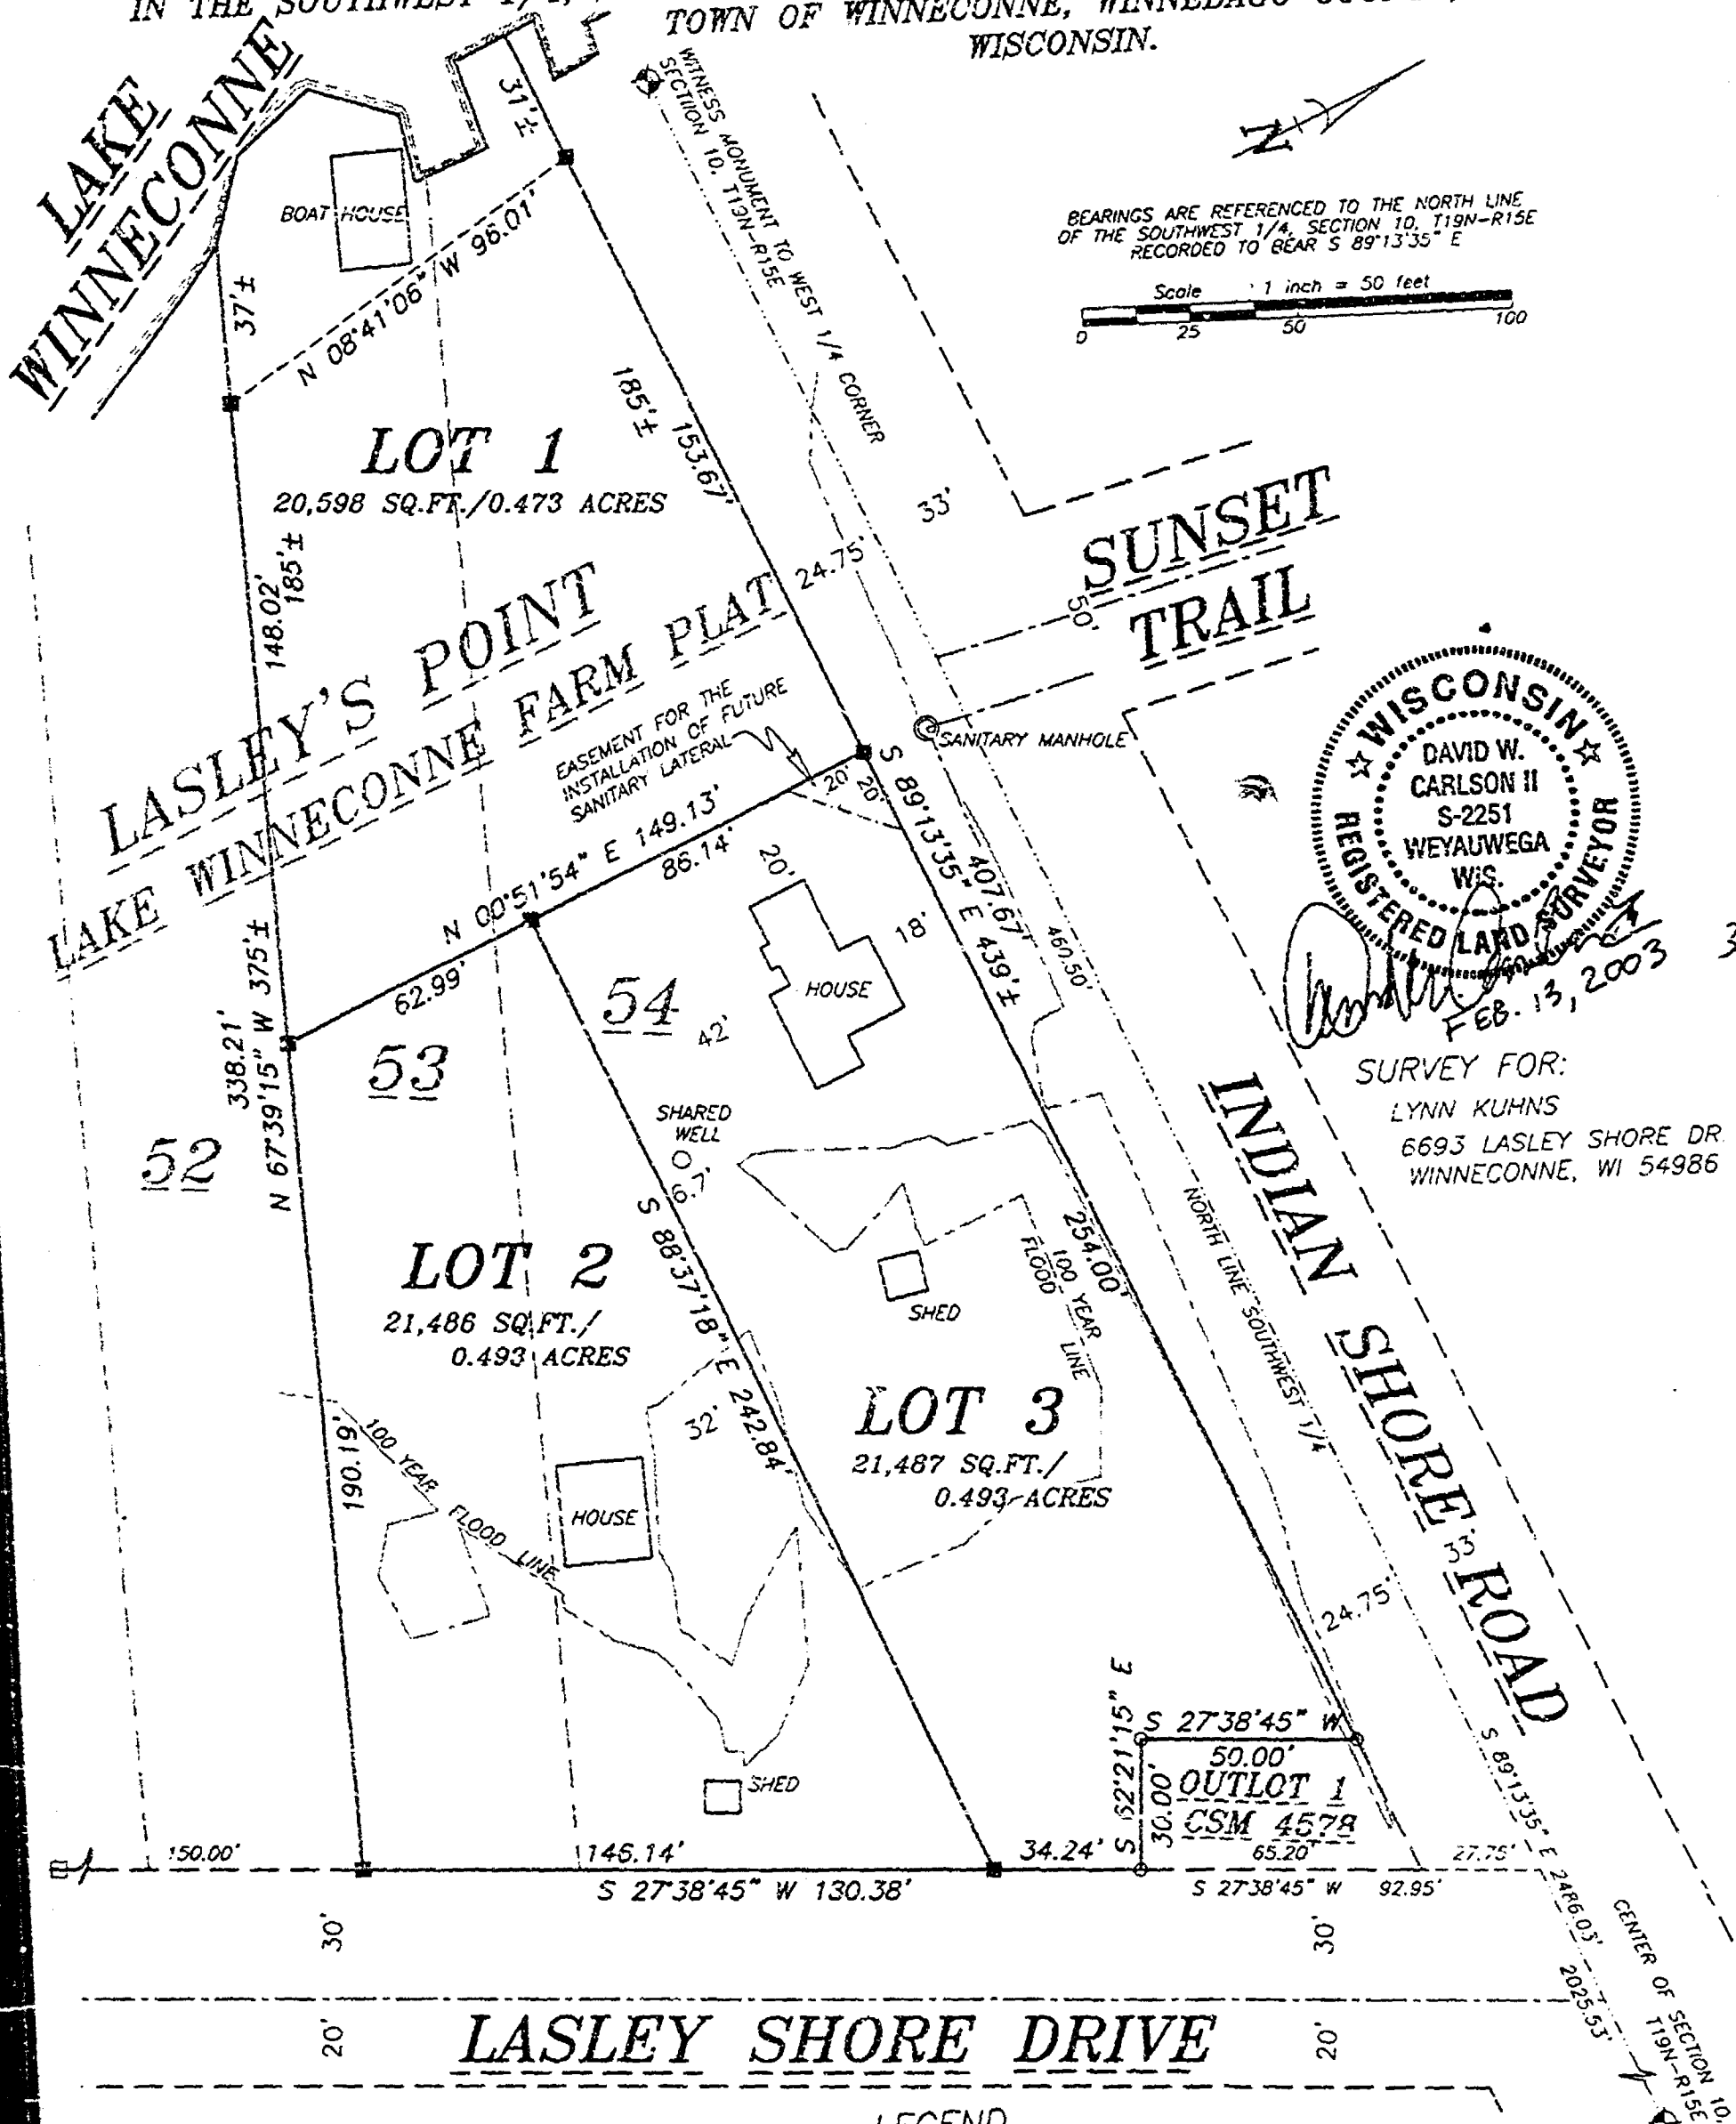 IN THE SOUTHWEST 1/4,
TOWN OF WINNECONNE, WINNEBAGO
WISCONSIN.
LAKE
WINNECONNE
31'±
WITNESS MONUMENT TO WEST 1/4 CORNER
SECTION 10, T19N-R15E
N
BEARINGS ARE REFERENCED TO THE NORTH LINE
OF THE SOUTHWEST 1/4, SECTION 10, T19N-R15E
RECORDED TO BEAR S 89°13'35" E
Scale 1 inch = 50 feet
0 25 50 100
BOAT HOUSE
37'±
N 08°41'06" W 96.01'
185'±
153.67'
LOT 1
20,598 SQ.FT./0.473 ACRES
33'
24.75'
SUNSET
TRAIL
50'
148.02'
185'±
LASLEY'S POINT
LAKE WINNECONNE FARM PLAT
EASEMENT FOR THE
INSTALLATION OF FUTURE
SANITARY LATERAL
SANITARY MANHOLE
20'
20'
N 00°51'54" E 149.13'
86.14'
62.99'
20'
18'
S 89°13'35" E 439'±
407.67'
460.50'
WISCONSIN
DAVID W.
CARLSON II
S-2251
WEYAUWEGA
WIS.
REGISTERED LAND SURVEYOR
FEB. 13, 2003
3
SURVEY FOR:
LYNN KUHNS
6693 LASLEY SHORE DR.
WINNECONNE, WI 54986
338.21'
N 67°39'15" W 375'±
52
53
54
42'
HOUSE
SHARED
WELL
6.7'
S 88°37'18" E 242.84'
LOT 2
21,486 SQ.FT./
0.493 ACRES
SHED
254.00'
100 YEAR
FLOOD LINE
NORTH LINE SOUTHWEST 1/4
INDIAN SHORE ROAD
LOT 3
21,487 SQ.FT./
0.493 ACRES
32'
190.19'
100 YEAR FLOOD LINE
HOUSE
33'
24.75'
SHED
S 62°21'15" E
30.00'
S 27°38'45" W
50.00'
OUTLOT 1
CSM 4578
65.20'
S 89°13'35" E 2486.03'
2025.53'
150.00'
146.14'
34.24'
27.75'
S 27°38'45" W 130.38'
S 27°38'45" W 92.95'
30'
30'
CENTER OF SECTION 10,
T19N-R15E
20'
LASLEY SHORE DRIVE
20'
LEGEND